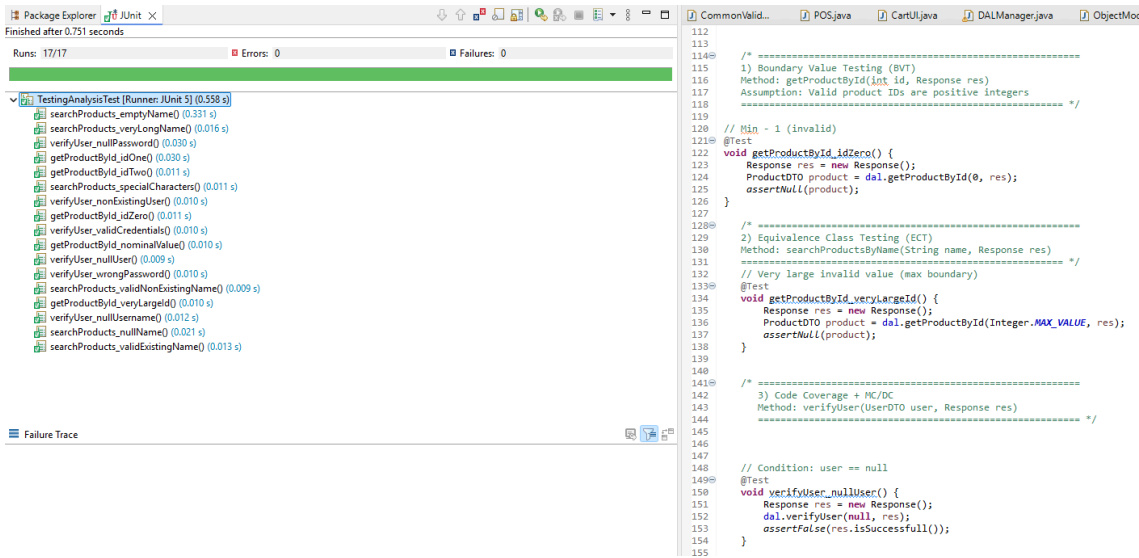 Package Explorer JUnit
Finished after 0.751 seconds
Runs: 17/17 Errors: 0 Failures: 0
TestingAnalysisTest [Runner: JUnit 5] (0.558 s)
searchProducts_emptyName() (0.331 s)
searchProducts_veryLongName() (0.016 s)
verifyUser_nullPassword() (0.030 s)
getProductById_idOne() (0.030 s)
getProductById_idTwo() (0.011 s)
searchProducts_specialCharacters() (0.011 s)
verifyUser_nonExistingUser() (0.010 s)
getProductById_idZero() (0.011 s)
verifyUser_validCredentials() (0.010 s)
getProductById_nominalValue() (0.010 s)
verifyUser_nullUser() (0.009 s)
verifyUser_wrongPassword() (0.010 s)
searchProducts_validNonExistingName() (0.009 s)
getProductById_veryLargeId() (0.010 s)
verifyUser_nullUsername() (0.012 s)
searchProducts_nullName() (0.021 s)
searchProducts_validExistingName() (0.013 s)
Failure Trace
CommonValid... POS.java CartUI.java DALManager.java ObjectMod
112
113
114 /* ====================================================
115 1) Boundary Value Testing (BVT)
116 Method: getProductById(int id, Response res)
117 Assumption: Valid product IDs are positive integers
118 ==================================================== */
119
120 // Min - 1 (invalid)
121 @Test
122 void getProductById_idZero() {
123 Response res = new Response();
124 ProductDTO product = dal.getProductById(0, res);
125 assertNull(product);
126 }
127
128 /* ====================================================
129 2) Equivalence Class Testing (ECT)
130 Method: searchProductsByName(String name, Response res)
131 ==================================================== */
132 // Very large invalid value (max boundary)
133 @Test
134 void getProductById_veryLargeId() {
135 Response res = new Response();
136 ProductDTO product = dal.getProductById(Integer.MAX_VALUE, res);
137 assertNull(product);
138 }
139
140
141 /* ====================================================
142 3) Code Coverage + MC/DC
143 Method: verifyUser(UserDTO user, Response res)
144 ==================================================== */
145
146
147
148 // Condition: user == null
149 @Test
150 void verifyUser_nullUser() {
151 Response res = new Response();
152 dal.verifyUser(null, res);
153 assertFalse(res.isSuccessfull());
154 }
155